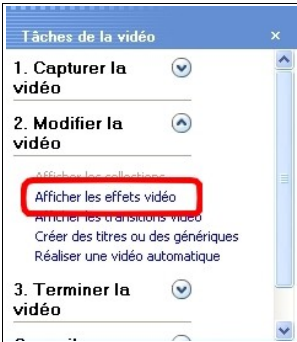 Tâches de la vidéo
1. Capturer la
vidéo
2. Modifier la
vidéo
Afficher les collections
Afficher les effets vidéo
Afficher les transitions vidéo
Créer des titres ou des génériques
Réaliser une vidéo automatique
3. Terminer la
vidéo